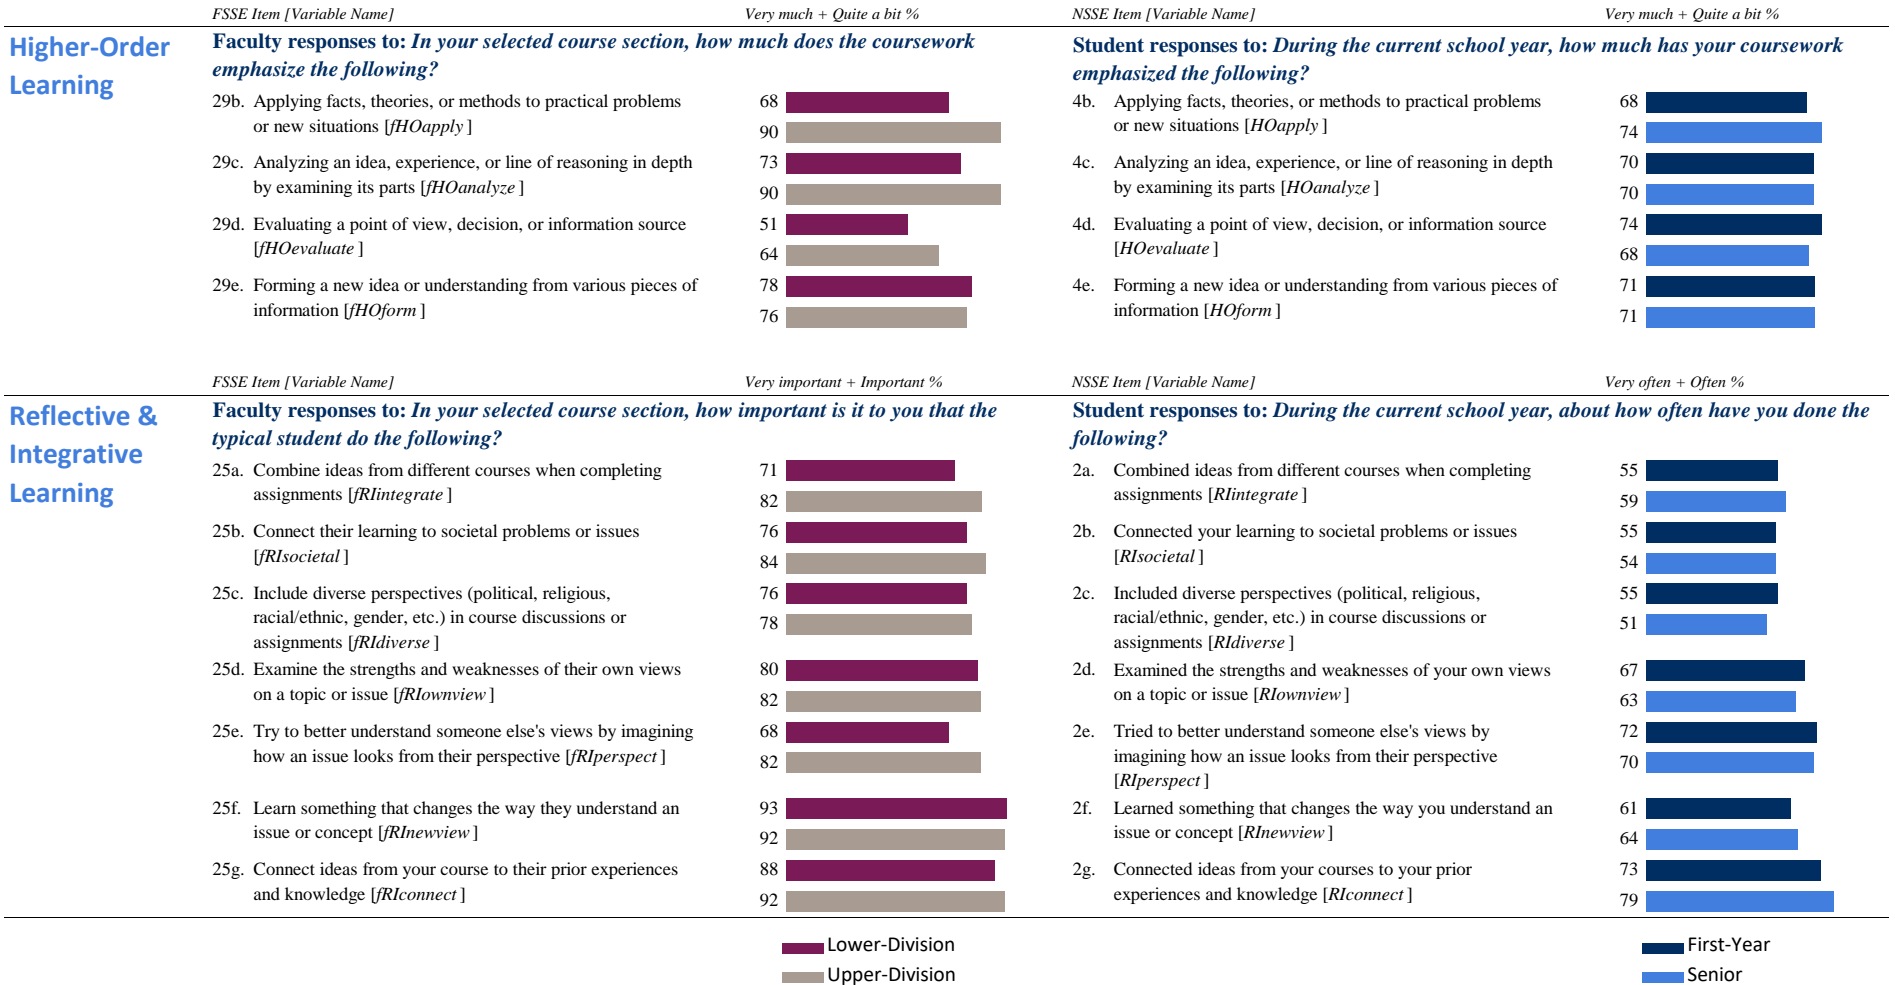 FSSE Item [Variable Name]
Very much + Quite a bit %
NSSE Item [Variable Name]
Very much + Quite a bit %
Higher-Order
Learning
Faculty responses to: In your selected course section, how much does the coursework
emphasize the following?
Student responses to: During the current school year, how much has your coursework
emphasized the following?
29b. Applying facts, theories, or methods to practical problems
or new situations [fHOapply ]
68
90
4b. Applying facts, theories, or methods to practical problems
or new situations [HOapply ]
68
74
29c. Analyzing an idea, experience, or line of reasoning in depth
by examining its parts [fHOanalyze ]
73
90
4c. Analyzing an idea, experience, or line of reasoning in depth
by examining its parts [HOanalyze ]
70
70
29d. Evaluating a point of view, decision, or information source
[fHOevaluate ]
51
64
4d. Evaluating a point of view, decision, or information source
[HOevaluate ]
74
68
29e. Forming a new idea or understanding from various pieces of
information [fHOform ]
78
76
4e. Forming a new idea or understanding from various pieces of
information [HOform ]
71
71
FSSE Item [Variable Name]
Very important + Important %
NSSE Item [Variable Name]
Very often + Often %
Reflective &
Integrative
Learning
Faculty responses to: In your selected course section, how important is it to you that the
typical student do the following?
Student responses to: During the current school year, about how often have you done the
following?
25a. Combine ideas from different courses when completing
assignments [fRIintegrate ]
71
82
2a. Combined ideas from different courses when completing
assignments [RIintegrate ]
55
59
25b. Connect their learning to societal problems or issues
[fRIsocietal ]
76
84
2b. Connected your learning to societal problems or issues
[RIsocietal ]
55
54
25c. Include diverse perspectives (political, religious,
racial/ethnic, gender, etc.) in course discussions or
assignments [fRIdiverse ]
76
78
2c. Included diverse perspectives (political, religious,
racial/ethnic, gender, etc.) in course discussions or
assignments [RIdiverse ]
55
51
25d. Examine the strengths and weaknesses of their own views
on a topic or issue [fRIownview ]
80
82
2d. Examined the strengths and weaknesses of your own views
on a topic or issue [RIownview ]
67
63
25e. Try to better understand someone else's views by imagining
how an issue looks from their perspective [fRIperspect ]
68
82
2e. Tried to better understand someone else's views by
imagining how an issue looks from their perspective
[RIperspect ]
72
70
25f. Learn something that changes the way they understand an
issue or concept [fRInewview ]
93
92
2f. Learned something that changes the way you understand an
issue or concept [RInewview ]
61
64
25g. Connect ideas from your course to their prior experiences
and knowledge [fRIconnect ]
88
92
2g. Connected ideas from your courses to your prior
experiences and knowledge [RIconnect ]
73
79
Lower-Division
Upper-Division
First-Year
Senior